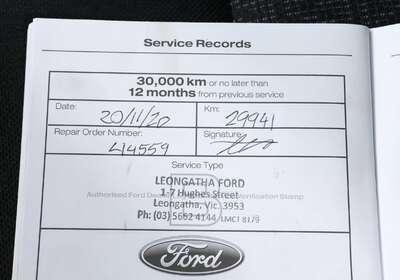 Service Records
30,000 km or no later than
12 months from previous service
Date: 20/11/20 Km: 29941
Repair Order Number: 414559 Signature:
Service Type
LEONGATHA FORD
Authorised Ford Dealer Verification Stamp
1-7 Hughes Street
Leongatha, Vic. 3953
Ph: (03) 5662 4144 LMCT 8179
Ford